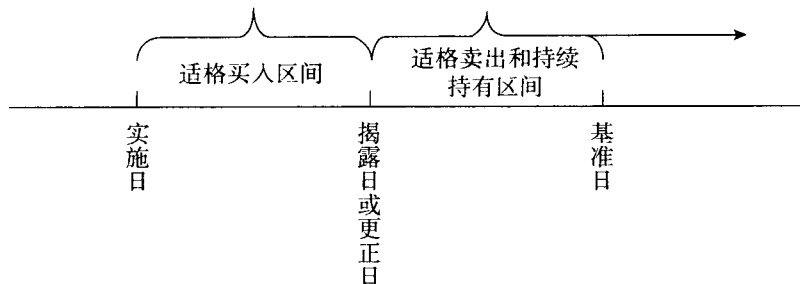 适格买入区间
适格卖出和持续
持有区间
实施日
揭露日或更正日
基准日